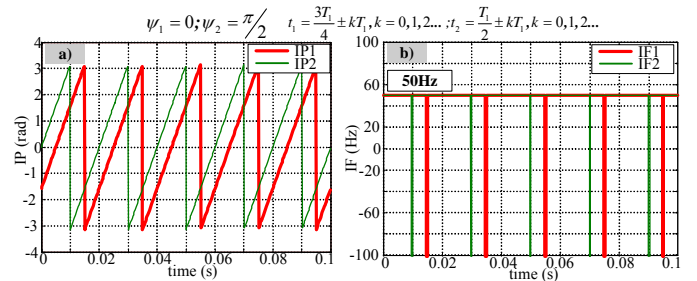 ψ₁ = 0; ψ₂ = π/2 t₁ = 3T₁/4 ± kT₁, k = 0,1,2... ; t₂ = T₁/2 ± kT₁, k = 0,1,2...
a)
IP1
IP2
4
3
2
1
0
-1
-2
-3
-4
IP (rad)
0 0.02 0.04 0.06 0.08 0.1
time (s)
b)
IF1
IF2
50Hz
100
60
20
0
-40
-80
-100
IF (Hz)
0 0.02 0.04 0.06 0.08 0.1
time (s)